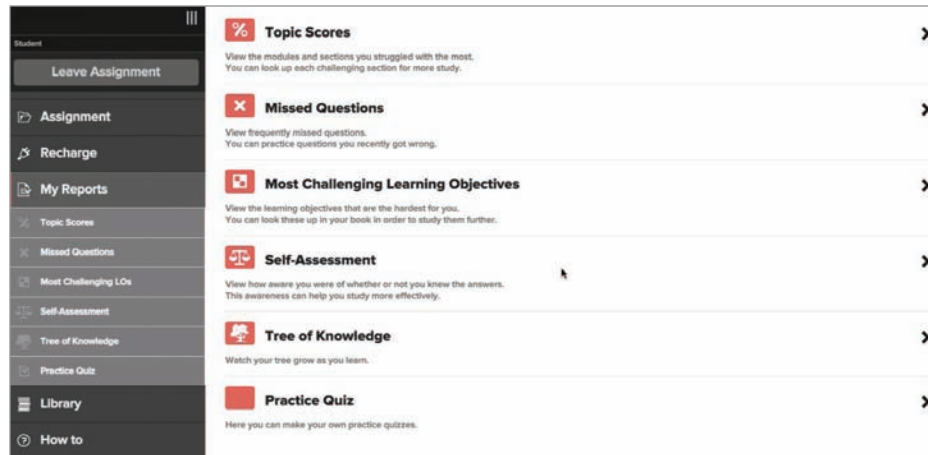 Student
Leave Assignment
Assignment
Recharge
My Reports
Topic Scores
Missed Questions
Most Challenging LOs
Self-Assessment
Tree of Knowledge
Practice Quiz
Library
How to
Topic Scores
View the modules and sections you struggled with the most.
You can look up each challenging section for more study.
Missed Questions
View frequently missed questions.
You can practice questions you recently got wrong.
Most Challenging Learning Objectives
View the learning objectives that are the hardest for you.
You can look these up in your book in order to study them further.
Self-Assessment
View how aware you were of whether or not you knew the answers.
This awareness can help you study more effectively.
Tree of Knowledge
Watch your tree grow as you learn.
Practice Quiz
Here you can make your own practice quizzes.